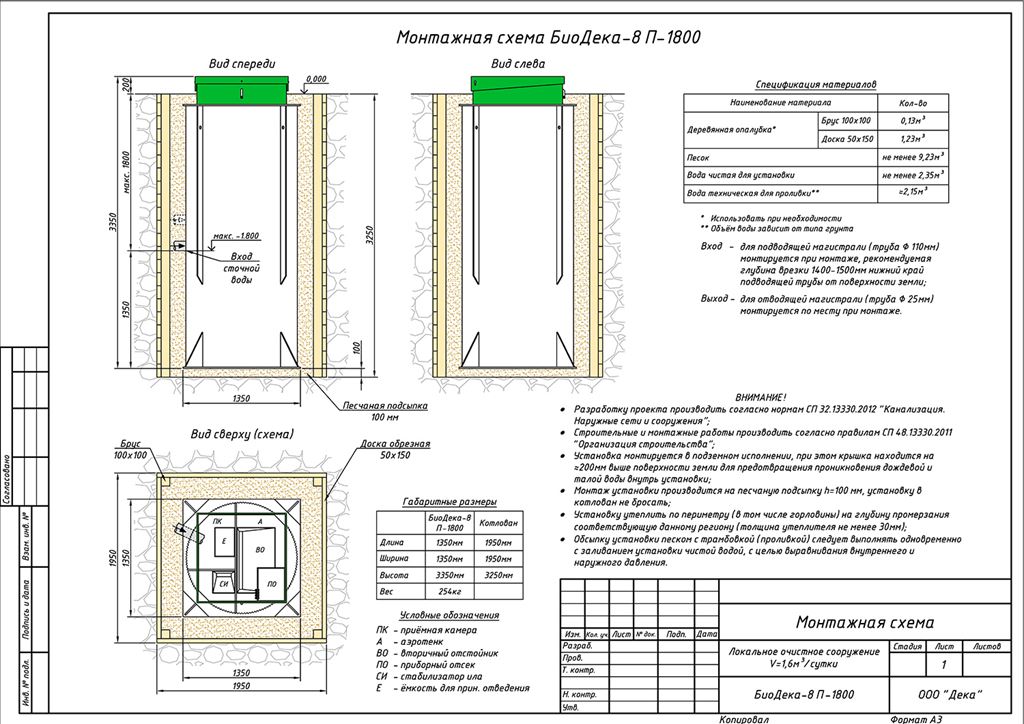 Монтажная схема БиоДека-8 П-1800
Вид спереди
Вид слева
0,000
200
макс. 1800
3350
1350
3250
макс. -1.800
Вход
сточной
воды
100
1350
Песчаная подсыпка
100 мм
Спецификация материалов
Наименование материала Кол-во
Деревянная опалубка* Брус 100х100 0,13м³
Доска 50х150 1,23м³
Песок не менее 9,23м³
Вода чистая для установки не менее 2,35м³
Вода техническая для проливки** ≈2,15м³
* Использовать при необходимости
** Объём воды зависит от типа грунта
Вход - для подводящей магистрали (труба Ф 110мм)
монтируется при монтаже, рекомендуемая
глубина врезки 1400-1500мм нижний край
подводящей трубы от поверхности земли;
Выход - для отводящей магистрали (труба Ф 25мм)
монтируется по месту при монтаже.
Вид сверху (схема)
Брус
100х100
Доска обрезная
50х150
ПК
А
Е
ВО
СИ
ПО
1950
1350
1350
1950
Габаритные размеры
БиоДека-8
П-1800 Котлован
Длина 1350мм 1950мм
Ширина 1350мм 1950мм
Высота 3350мм 3250мм
Вес 254кг
Условные обозначения
ПК - приёмная камера
А - аэротенк
ВО - вторичный отстойник
ПО - приборный отсек
СИ - стабилизатор ила
Е - ёмкость для прин. отведения
ВНИМАНИЕ!
• Разработку проекта производить согласно нормам СП 32.13330.2012 "Канализация.
Наружные сети и сооружения";
• Строительные и монтажные работы производить согласно правилам СП 48.13330.2011
"Организация строительства";
• Установка монтируется в подземном исполнении, при этом крышка находится на
≈200мм выше поверхности земли для предотвращения проникновения дождевой и
талой воды внутрь установки;
• Монтаж установки производится на песчаную подсыпку h=100 мм, установку в
котлован не бросать;
• Установку утеплить по периметру (в том числе горловины) на глубину промерзания
соответствующую данному региону (толщина утеплителя не менее 30мм);
• Обсыпку установки песком с трамбовкой (проливкой) следует выполнять одновременно
с заливанием установки чистой водой, с целью выравнивания внутреннего и
наружного давления.
Согласовано
Взам. инв. №
Подпись и дата
Инв. № подл.
Изм. Кол. уч. Лист № док. Подп. Дата
Разраб.
Пров.
Т. контр.
Н. контр.
Утв.
Монтажная схема
Локальное очистное сооружение
V=1,6м³/сутки
Стадия Лист Листов
1
БиоДека-8 П-1800
ООО "Дека"
Копировал
Формат А3